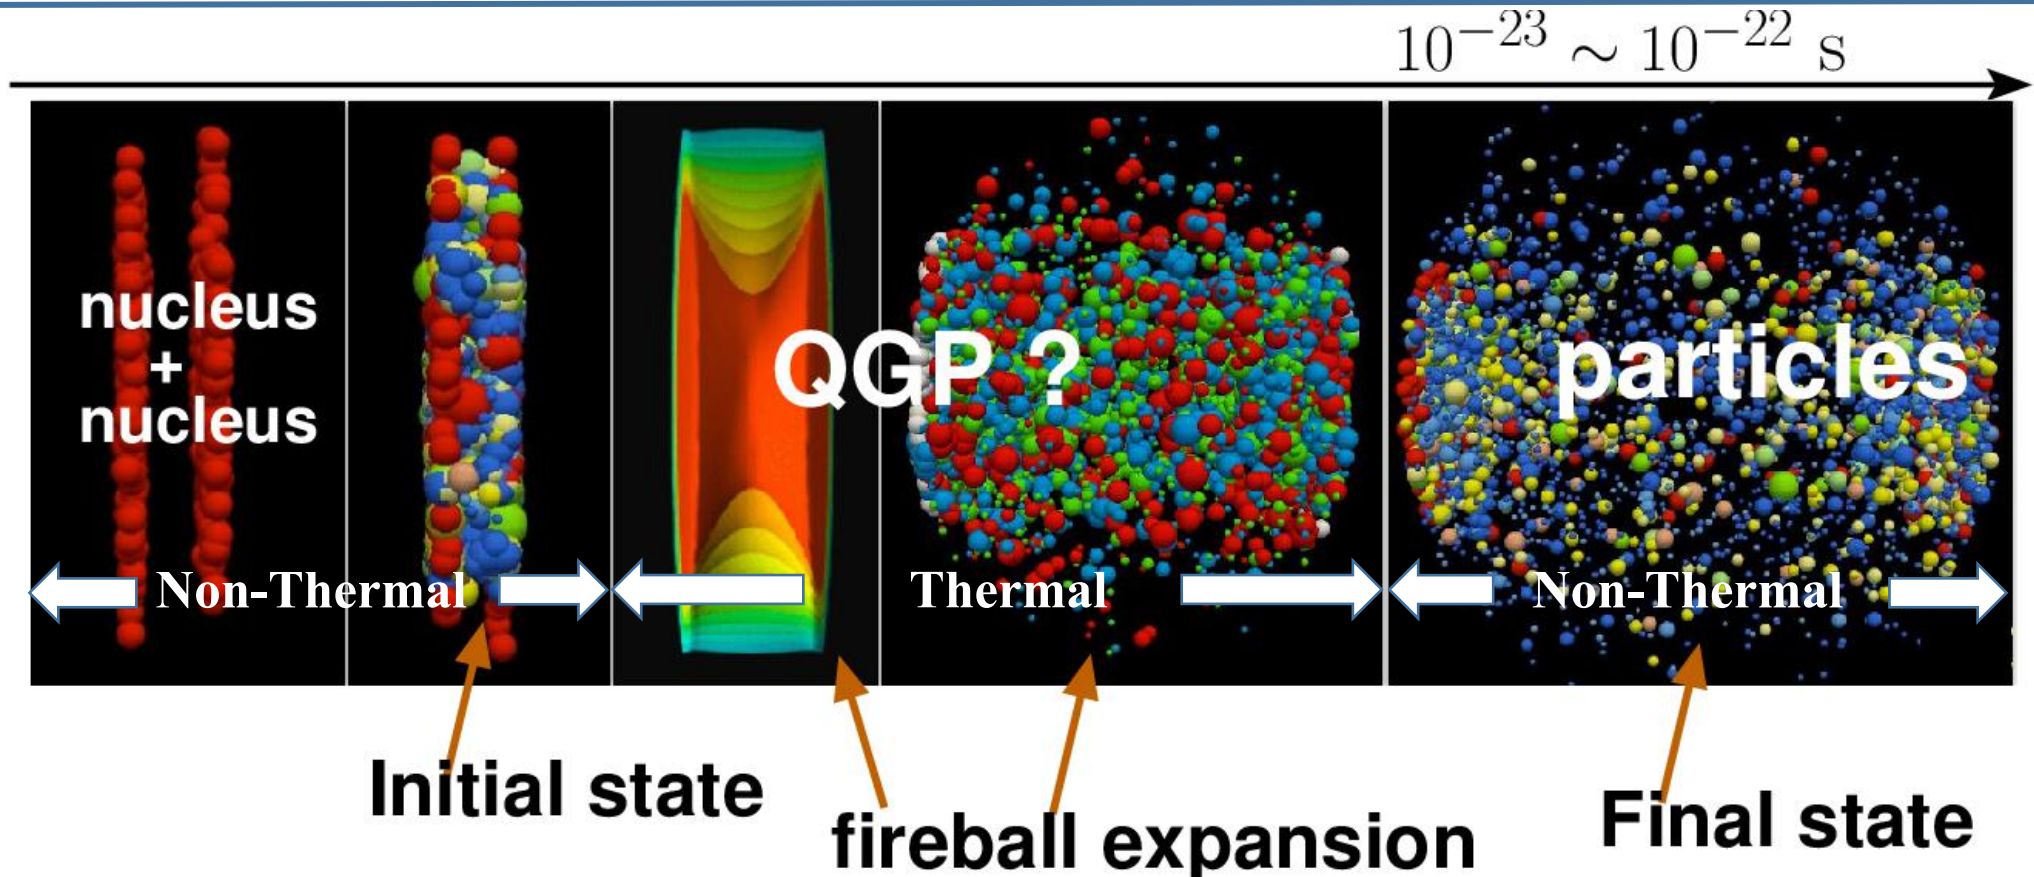 10⁻²³ ~ 10⁻²² s
nucleus
+
nucleus
QGP ?
particles
Non-Thermal
Thermal
Non-Thermal
Initial state
fireball expansion
Final state